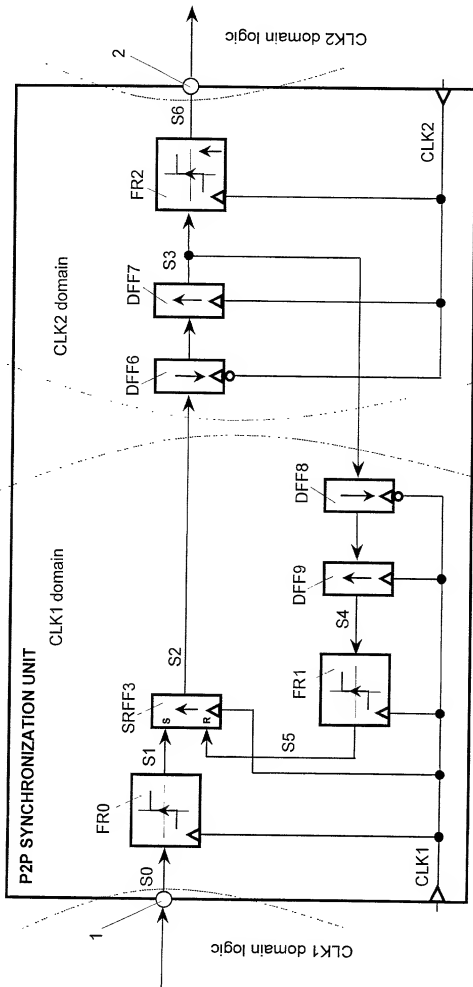 P2P SYNCHRONIZATION UNIT
CLK1 domain
CLK2 domain
CLK1 domain logic
CLK2 domain logic
1
S0
FR0
S1
SRFF3
S
R
S2
DFF6
DFF7
S3
FR2
S6
2
S5
FR1
S4
DFF9
DFF8
CLK1
CLK2